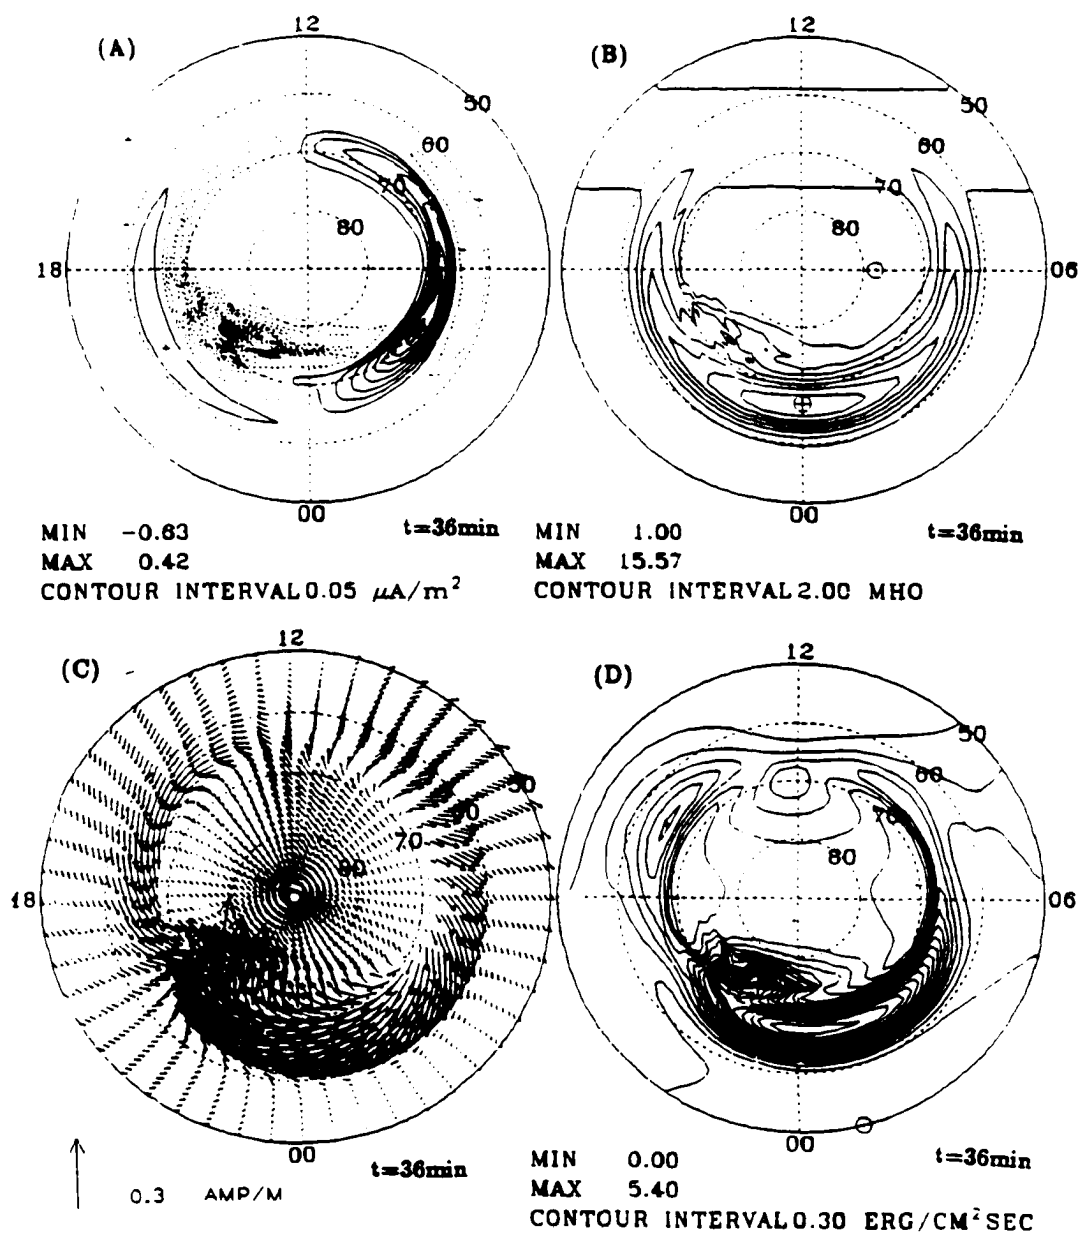 12
12
(A)
(B)
50
50
60
60
70
70
80
80
18
06
00
00
t=36min
t=36min
MIN -0.63
MAX 0.42
CONTOUR INTERVAL 0.05 μA/m²
MIN 1.00
MAX 15.57
CONTOUR INTERVAL 2.00 MHO
12
12
(C)
(D)
50
50
60
60
70
70
80
80
18
06
00
00
t=36min
t=36min
0.3 AMP/M
MIN 0.00
MAX 5.40
CONTOUR INTERVAL 0.30 ERG/CM²SEC